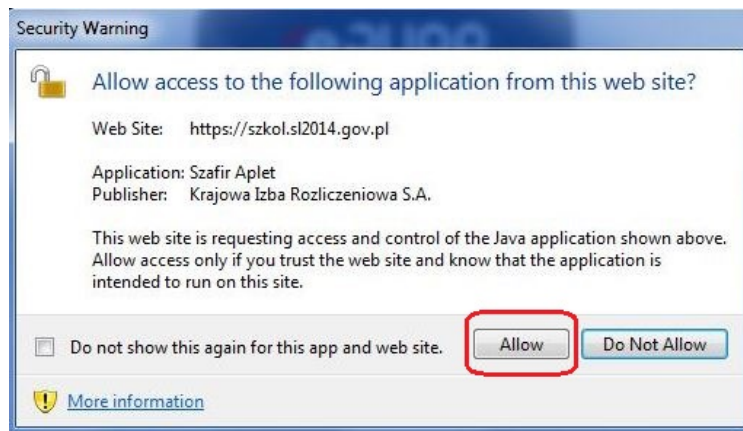 Security Warning
Allow access to the following application from this web site?
Web Site: https://szkol.sl2014.gov.pl
Application: Szafir Aplet
Publisher: Krajowa Izba Rozliczeniowa S.A.
This web site is requesting access and control of the Java application shown above.
Allow access only if you trust the web site and know that the application is
intended to run on this site.
Do not show this again for this app and web site.
Allow
Do Not Allow
More information